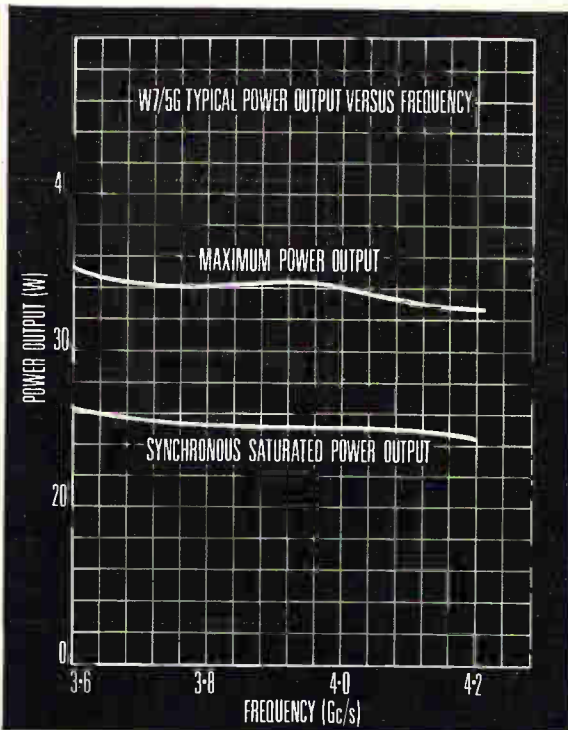 W7/5G TYPICAL POWER OUTPUT VERSUS FREQUENCY
4
MAXIMUM POWER OUTPUT
POWER OUTPUT (W)
30
SYNCHRONOUS SATURATED POWER OUTPUT
20
0
3·6 3·8 4·0 4·2
FREQUENCY (Gc/s)